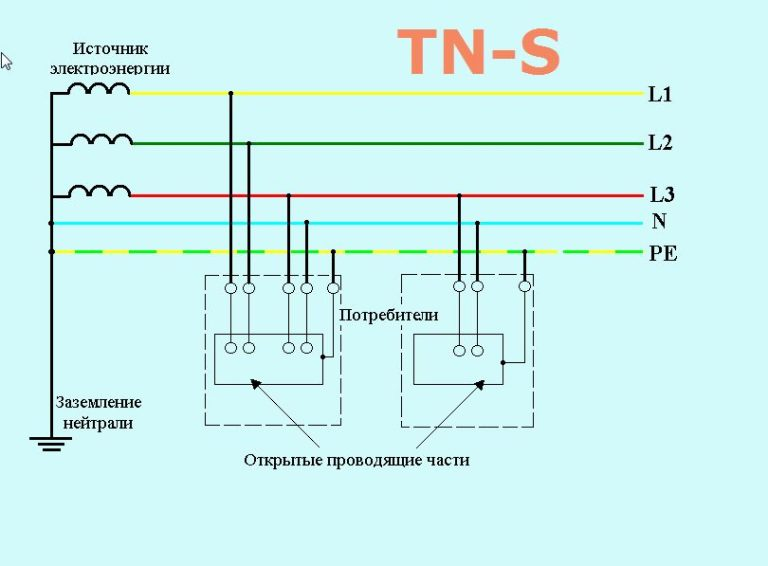 Источник
электроэнергии
TN-S
L1
L2
L3
N
PE
Потребители
Заземление
нейтрали
Открытые проводящие части